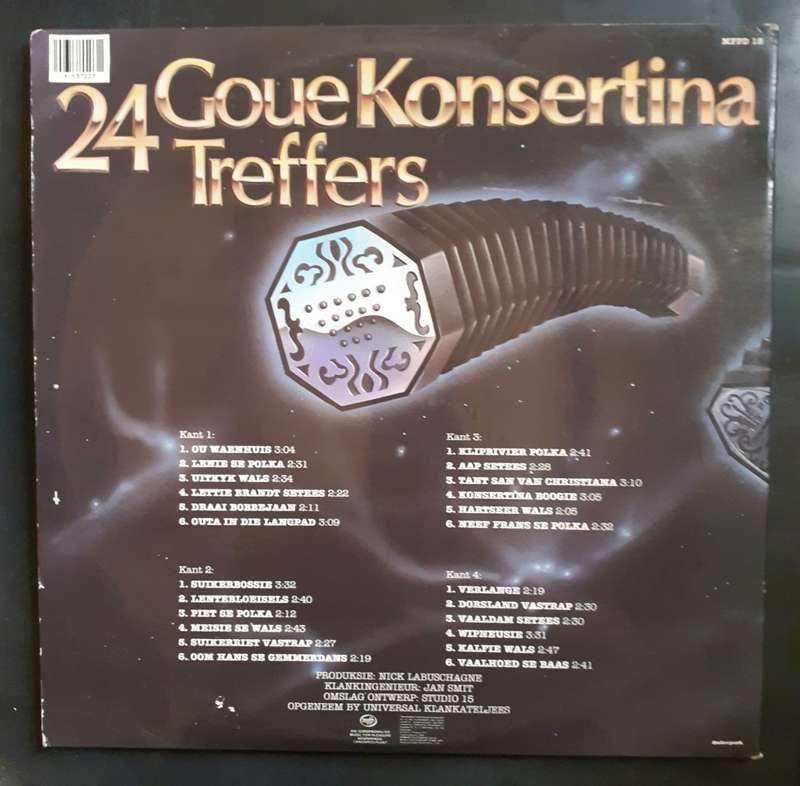 MFPD 18
1 137227
24 Goue Konsertina
Treffers
Kant 1:
1. OU WAENHUIS 3:04
2. LENIE SE POLKA 2:31
3. UITKYK WALS 2:34
4. LETTIE BRANDT SETEES 2:22
5. DRAAI BOBBEJAAN 2:11
6. OUTA IN DIE LANGPAD 3:09
Kant 2:
1. SUIKERBOSSIE 3:32
2. LENTEBLOEISELS 2:40
3. PIET SE POLKA 2:12
4. MEISIE SE WALS 2:43
5. SUIKERRIET VASTRAP 2:27
6. OOM HANS SE GEMMERDANS 2:19
Kant 3:
1. KLIPRIVIER POLKA 2:41
2. AAP SETEES 2:28
3. TANT SAN VAN CHRISTIANA 3:10
4. KONSERTINA BOOGIE 3:05
5. HARTSEER WALS 2:05
6. NEEF FRANS SE POLKA 2:32
Kant 4:
1. VERLANGE 2:19
2. DORSLAND VASTRAP 2:30
3. VAALDAM SETEES 2:30
4. WIPNEUSIE 3:31
5. KALFIE WALS 2:47
6. VAALHOED SE BAAS 2:41
PRODUKSIE: NICK LABUSCHAGNE
KLANKINGENIEUR: JAN SMIT
OMSLAG ONTWERP: STUDIO 15
OPGENEEM BY UNIVERSAL KLANKATELJEES